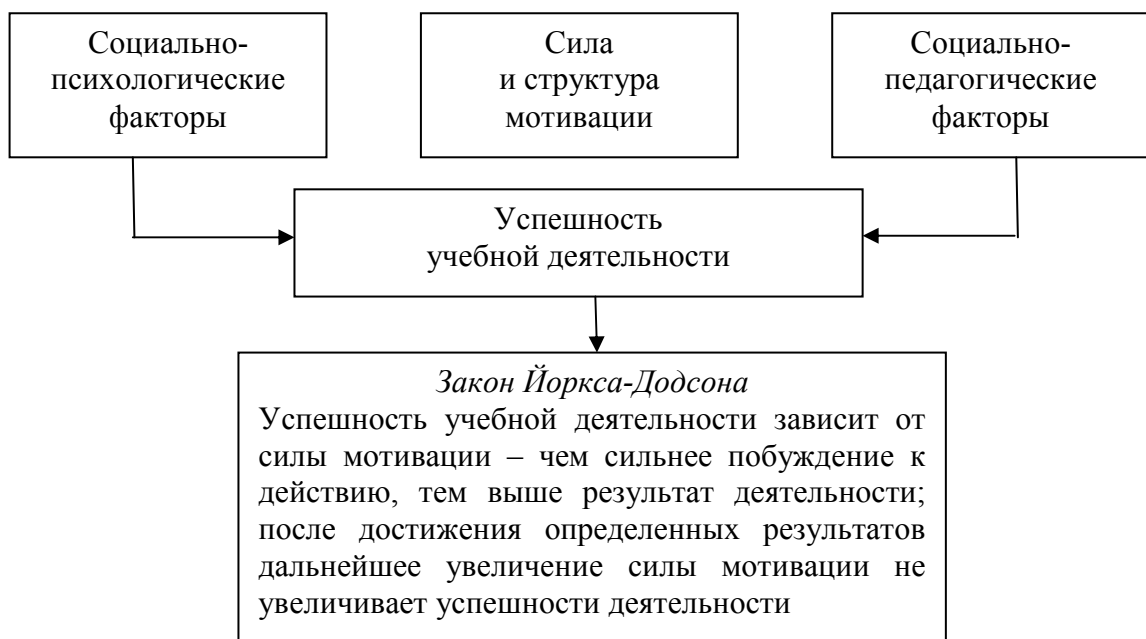 Социально-
психологические
факторы
Сила
и структура
мотивации
Социально-
педагогические
факторы
Успешность
учебной деятельности
Закон Йоркса-Додсона
Успешность учебной деятельности зависит от
силы мотивации – чем сильнее побуждение к
действию, тем выше результат деятельности;
после достижения определенных результатов
дальнейшее увеличение силы мотивации не
увеличивает успешности деятельности